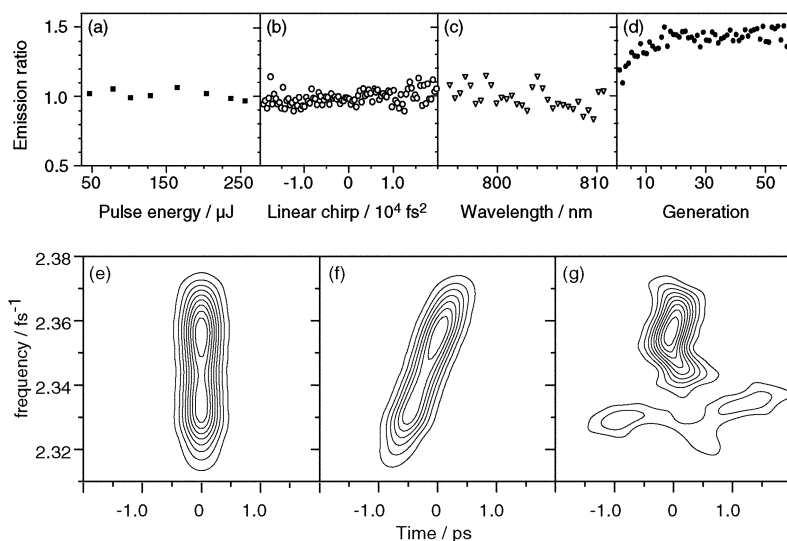 (a) (b) (c) (d)
Emission ratio
1.5
1.0
0.5
50 150 250 -1.0 0 1.0 800 810 10 30 50
Pulse energy / µJ Linear chirp / 10⁴ fs² Wavelength / nm Generation
(e) (f) (g)
frequency / fs⁻¹
2.38
2.36
2.34
2.32
-1.0 0 1.0 -1.0 0 1.0 -1.0 0 1.0
Time / ps